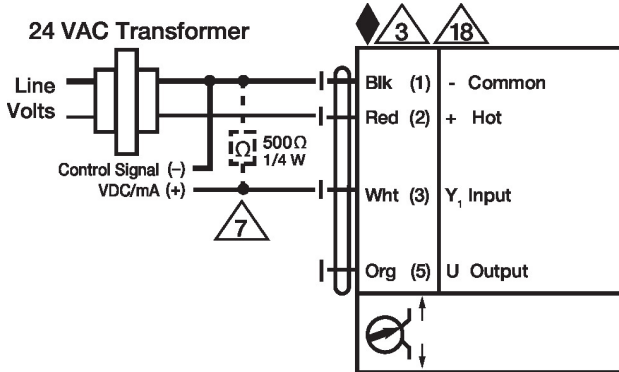 24 VAC Transformer
3
18
Line
Volts
Blk (1) - Common
Red (2) + Hot
Ω 500Ω
1/4 W
Control Signal (–)
VDC/mA (+)
Wht (3) Y1 Input
7
Org (5) U Output